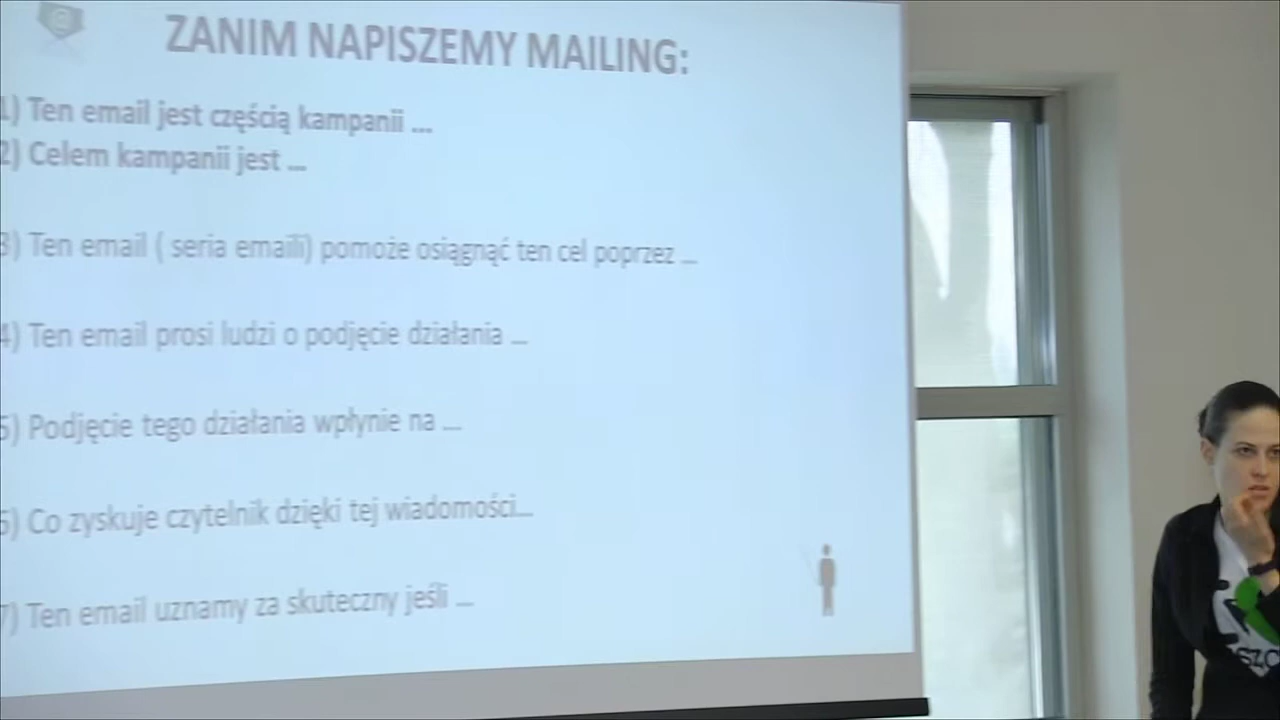 ZANIM NAPISZEMY MAILING:
1) Ten email jest częścią kampanii ...
2) Celem kampanii jest ...
3) Ten email ( seria emaili) pomoże osiągnąć ten cel poprzez ...
4) Ten email prosi ludzi o podjęcie działania ...
5) Podjęcie tego działania wpłynie na ...
6) Co zyskuje czytelnik dzięki tej wiadomości...
7) Ten email uznamy za skuteczny jeśli ...